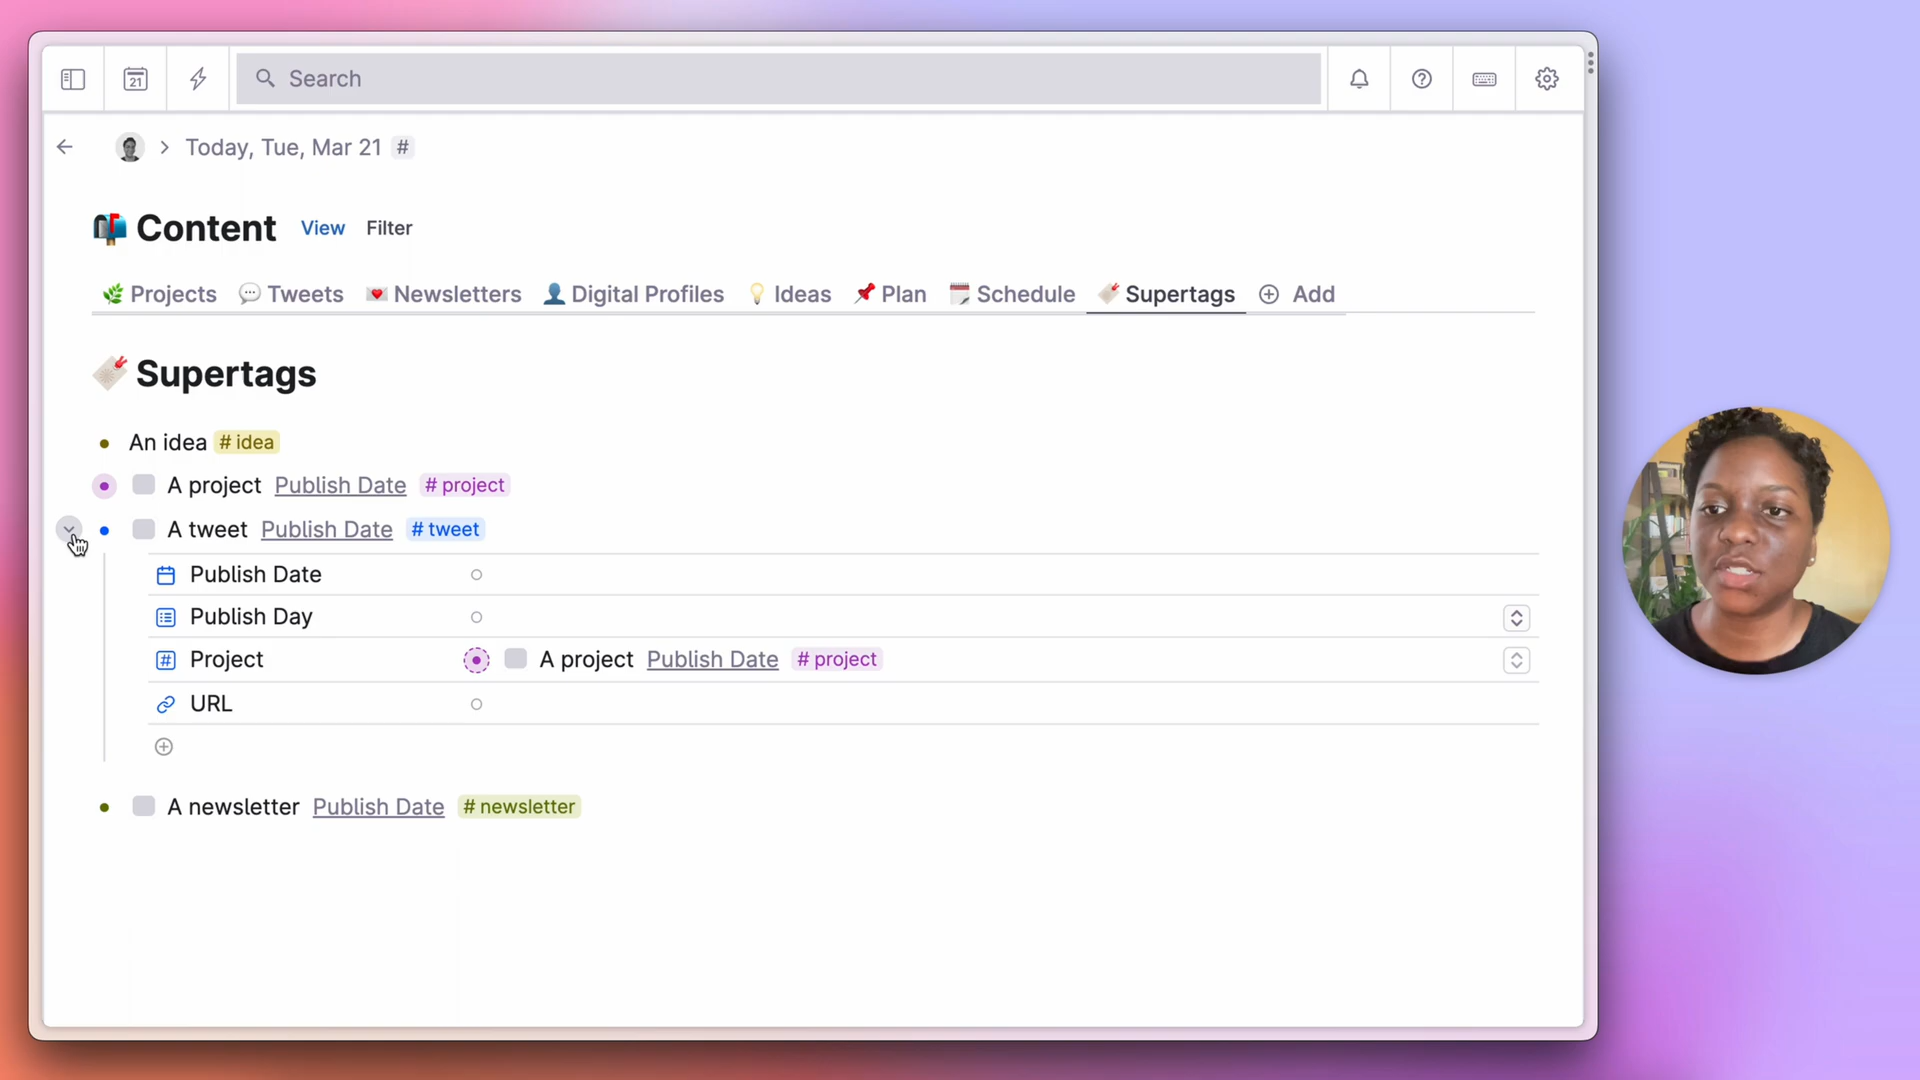 21 Search
Today, Tue, Mar 21 #
Content View Filter
Projects Tweets Newsletters Digital Profiles Ideas Plan Schedule Supertags Add
Supertags
An idea # idea
A project Publish Date # project
A tweet Publish Date # tweet
Publish Date
Publish Day
Project A project Publish Date # project
URL
A newsletter Publish Date # newsletter